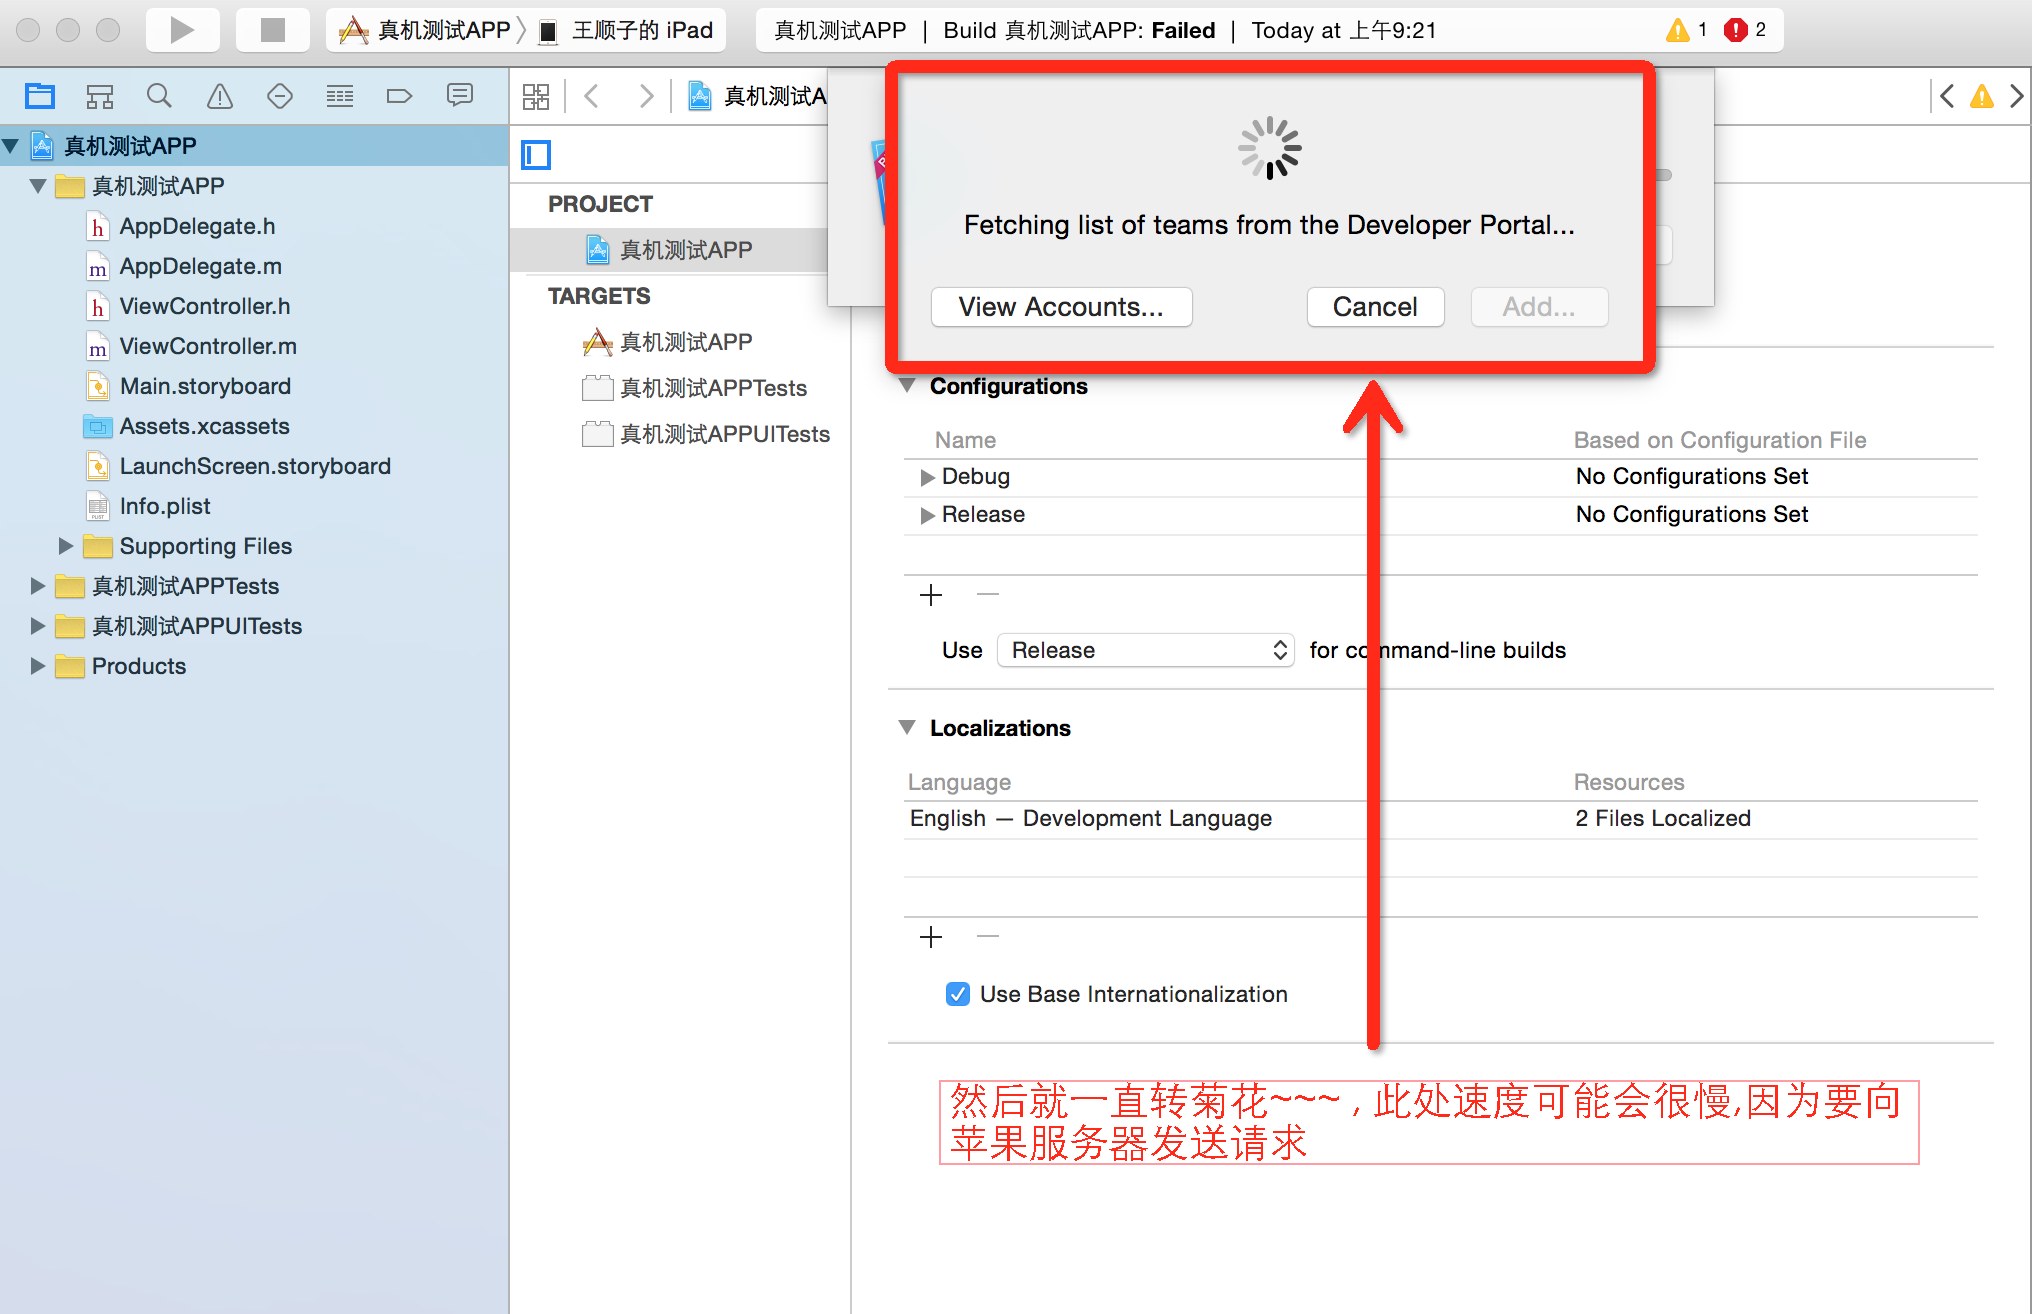 真机测试APP
王顺子的 iPad
真机测试APP | Build 真机测试APP: Failed | Today at 上午9:21
1
2
真机测试A
真机测试APP
真机测试APP
AppDelegate.h
AppDelegate.m
ViewController.h
ViewController.m
Main.storyboard
Assets.xcassets
LaunchScreen.storyboard
Info.plist
Supporting Files
真机测试APPTests
真机测试APPUITests
Products
PROJECT
真机测试APP
TARGETS
真机测试APP
真机测试APPTests
真机测试APPUITests
Fetching list of teams from the Developer Portal...
View Accounts...
Cancel
Add...
Configurations
Name
Based on Configuration File
Debug
No Configurations Set
Release
No Configurations Set
Use Release for command-line builds
Localizations
Language
Resources
English — Development Language
2 Files Localized
Use Base Internationalization
然后就一直转菊花~~~ , 此处速度可能会很慢,因为要向
苹果服务器发送请求